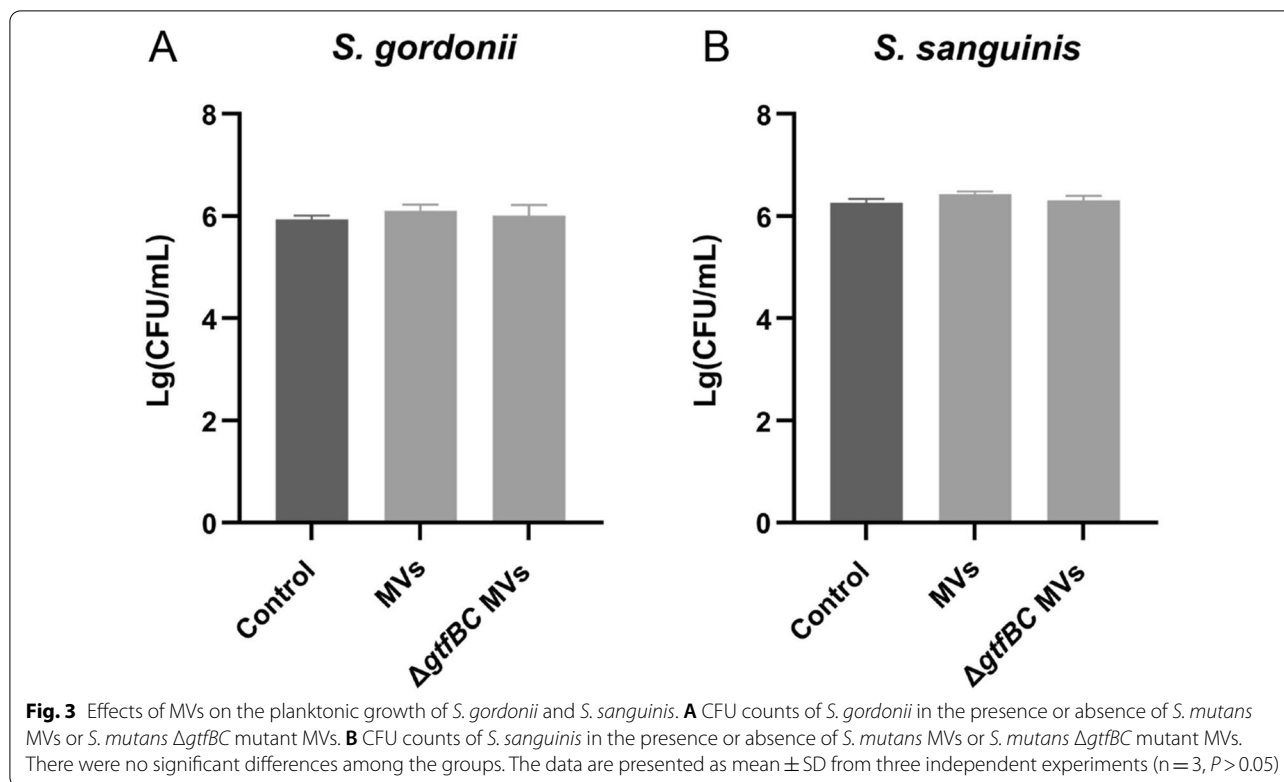 A S. gordonii
8
6
4
2
0
Lg(CFU/mL)
Control
MVs
ΔgtfBC MVs
B S. sanguinis
8
6
4
2
0
Lg(CFU/mL)
Control
MVs
ΔgtfBC MVs
Fig. 3 Effects of MVs on the planktonic growth of S. gordonii and S. sanguinis. A CFU counts of S. gordonii in the presence or absence of S. mutans
MVs or S. mutans ΔgtfBC mutant MVs. B CFU counts of S. sanguinis in the presence or absence of S. mutans MVs or S. mutans ΔgtfBC mutant MVs.
There were no significant differences among the groups. The data are presented as mean ± SD from three independent experiments (n = 3, P > 0.05)